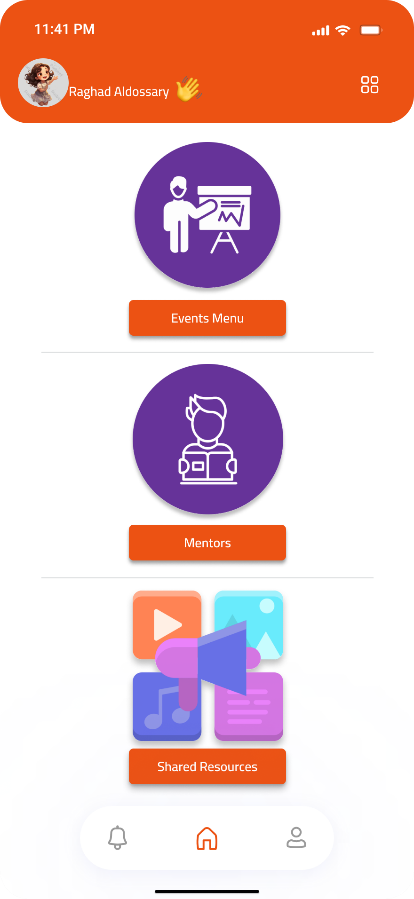 11:41 PM
Raghad Aldossary 👋
Events Menu
Mentors
Shared Resources